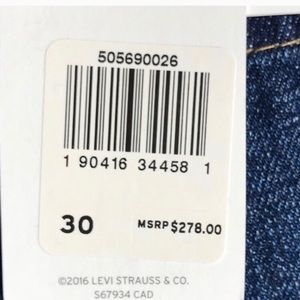 505690026
1 90416 34458 1
30 MSRP $278.00
©2016 LEVI STRAUSS & CO.
S67934 CAD